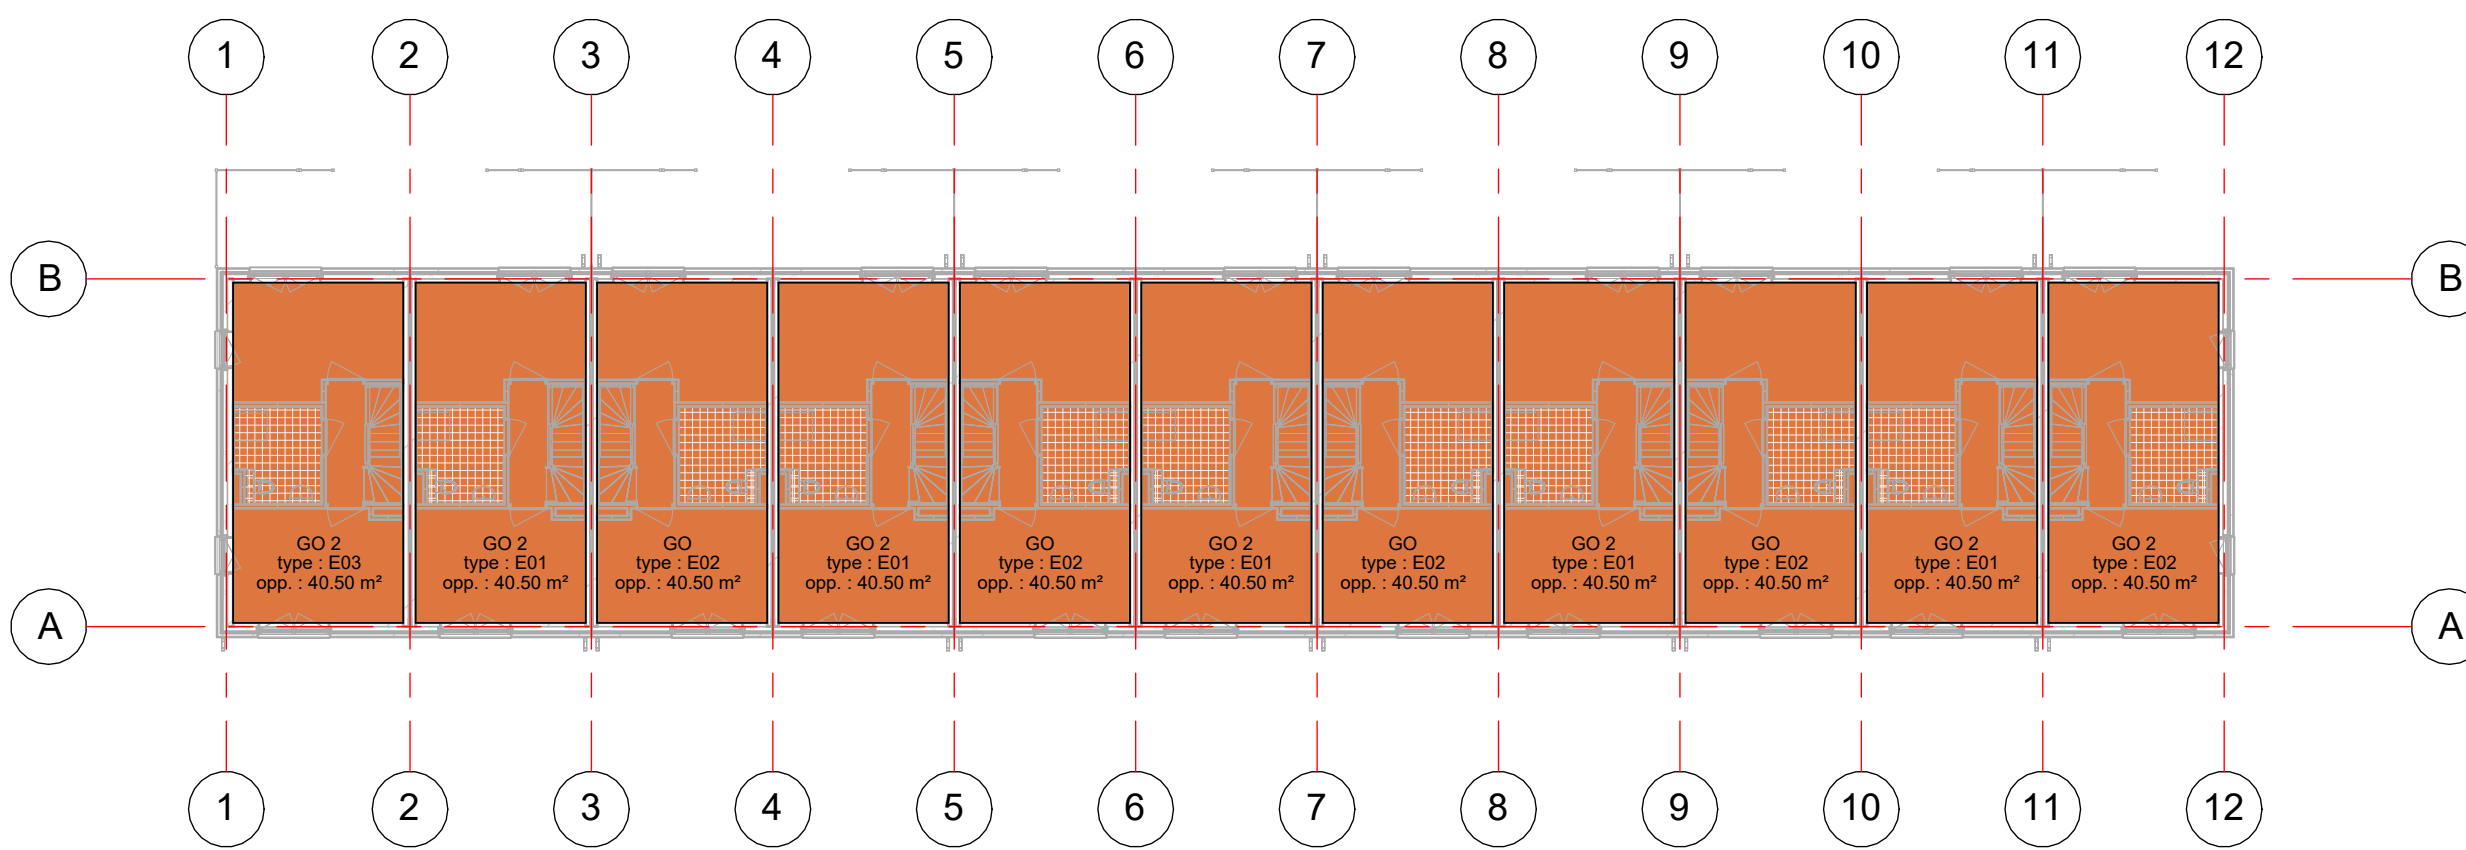 1 2 3 4 5 6 7 8 9 10 11 12
B B
GO 2
type : E03
opp. : 40.50 m²
GO 2
type : E01
opp. : 40.50 m²
GO
type : E02
opp. : 40.50 m²
GO 2
type : E01
opp. : 40.50 m²
GO
type : E02
opp. : 40.50 m²
GO 2
type : E01
opp. : 40.50 m²
GO
type : E02
opp. : 40.50 m²
GO 2
type : E01
opp. : 40.50 m²
GO
type : E02
opp. : 40.50 m²
GO 2
type : E01
opp. : 40.50 m²
GO 2
type : E02
opp. : 40.50 m²
A A
1 2 3 4 5 6 7 8 9 10 11 12